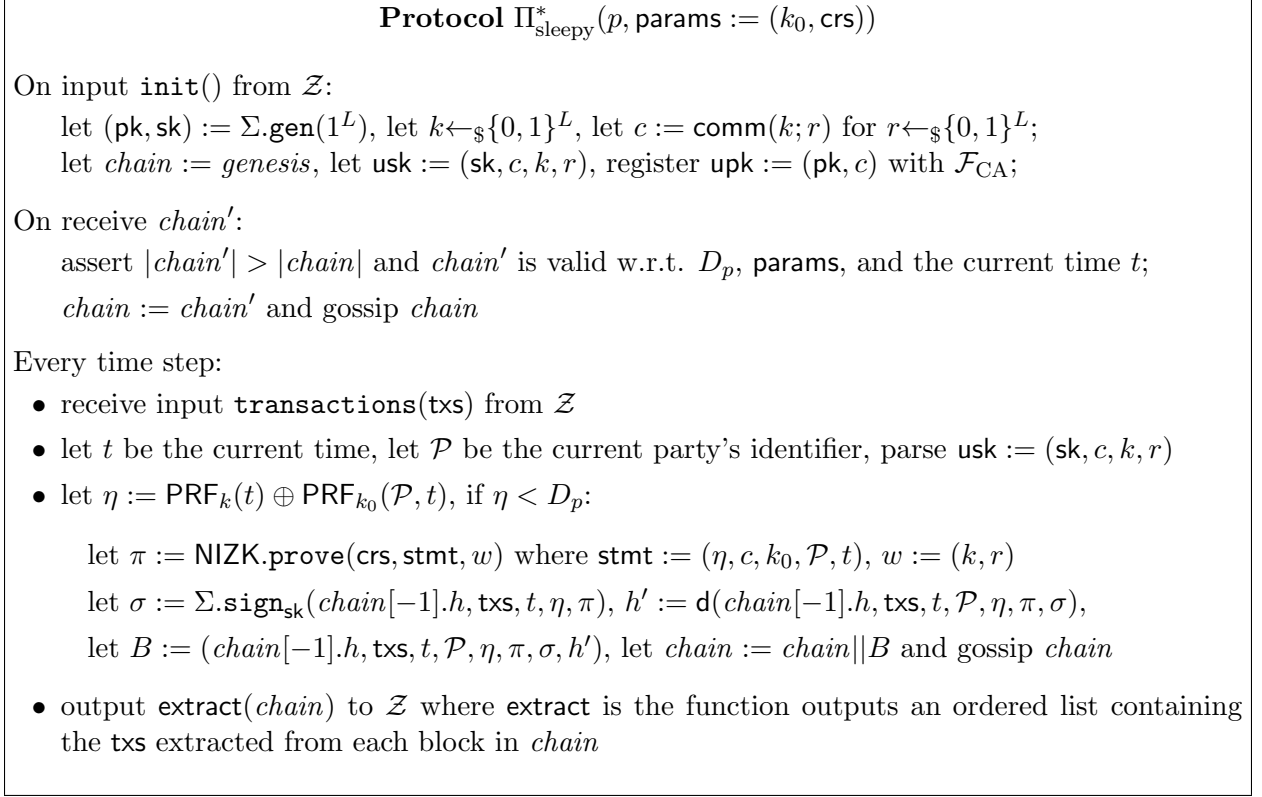 Protocol Π*sleepy(p, params := (k₀, crs))
On input init() from 𝒵:
let (pk, sk) := Σ.gen(1^L), let k←$ {0, 1}^L, let c := comm(k; r) for r←$ {0, 1}^L;
let chain := genesis, let usk := (sk, c, k, r), register upk := (pk, c) with ℱ_CA;
On receive chain′:
assert |chain′| > |chain| and chain′ is valid w.r.t. D_p, params, and the current time t;
chain := chain′ and gossip chain
Every time step:
• receive input transactions(txs) from 𝒵
• let t be the current time, let 𝒫 be the current party's identifier, parse usk := (sk, c, k, r)
• let η := PRF_k(t) ⊕ PRF_k₀(𝒫, t), if η < D_p:
let π := NIZK.prove(crs, stmt, w) where stmt := (η, c, k₀, 𝒫, t), w := (k, r)
let σ := Σ.sign_sk(chain[−1].h, txs, t, η, π), h′ := d(chain[−1].h, txs, t, 𝒫, η, π, σ),
let B := (chain[−1].h, txs, t, 𝒫, η, π, σ, h′), let chain := chain||B and gossip chain
• output extract(chain) to 𝒵 where extract is the function outputs an ordered list containing
the txs extracted from each block in chain